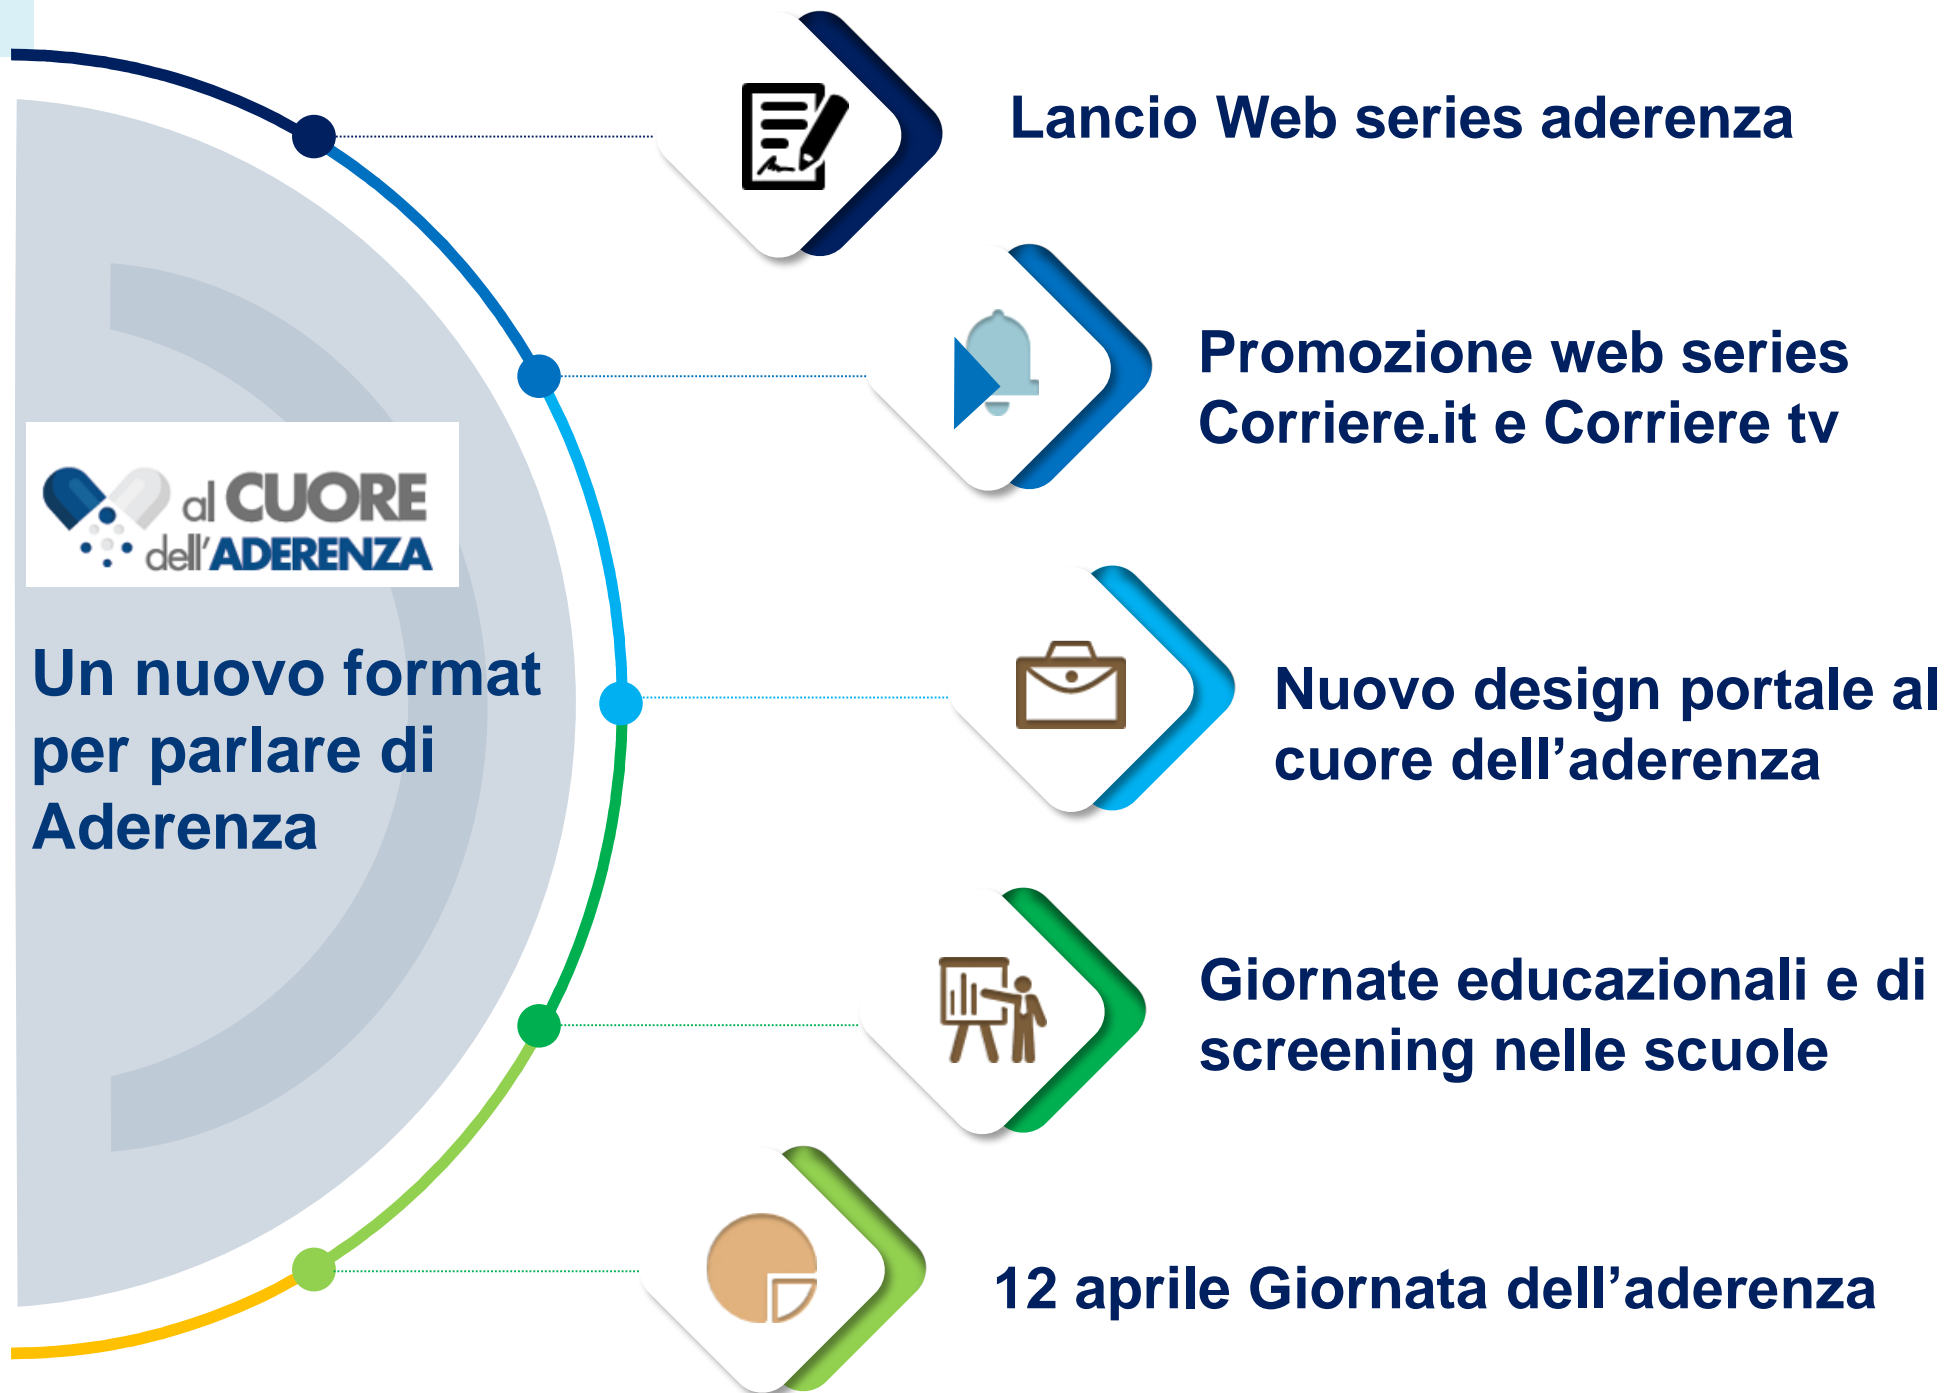 al CUORE
dell'ADERENZA
Un nuovo format
per parlare di
Aderenza
Lancio Web series aderenza
Promozione web series
Corriere.it e Corriere tv
Nuovo design portale al
cuore dell’aderenza
Giornate educazionali e di
screening nelle scuole
12 aprile Giornata dell’aderenza